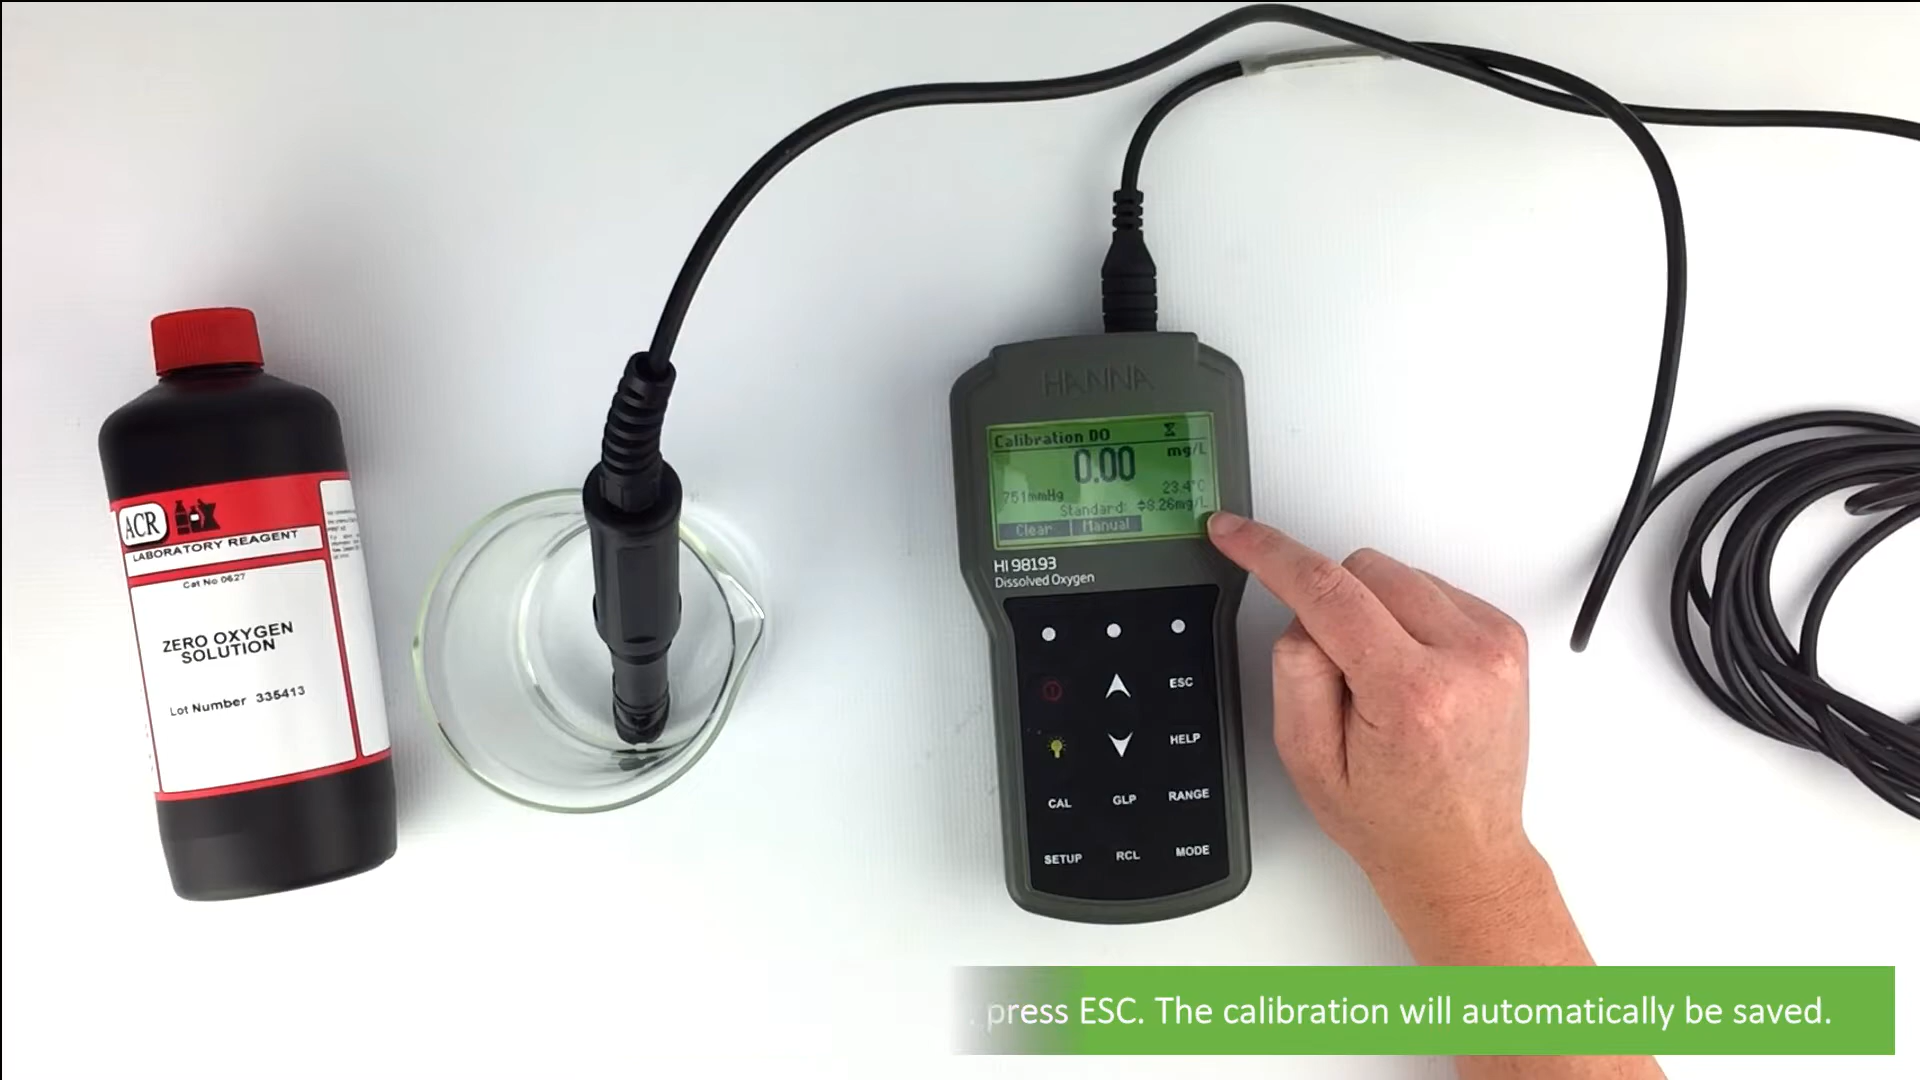 ACR
LABORATORY REAGENT
Cat No 0627
ZERO OXYGEN
SOLUTION
Lot Number 335413
HANNA
Calibration DO
0.00 mg/L
751mmHg 23.4°C
Standard: 8.26mg/L
Clear Manual
HI 98193
Dissolved Oxygen
ESC
HELP
CAL GLP RANGE
SETUP RCL MODE
press ESC. The calibration will automatically be saved.